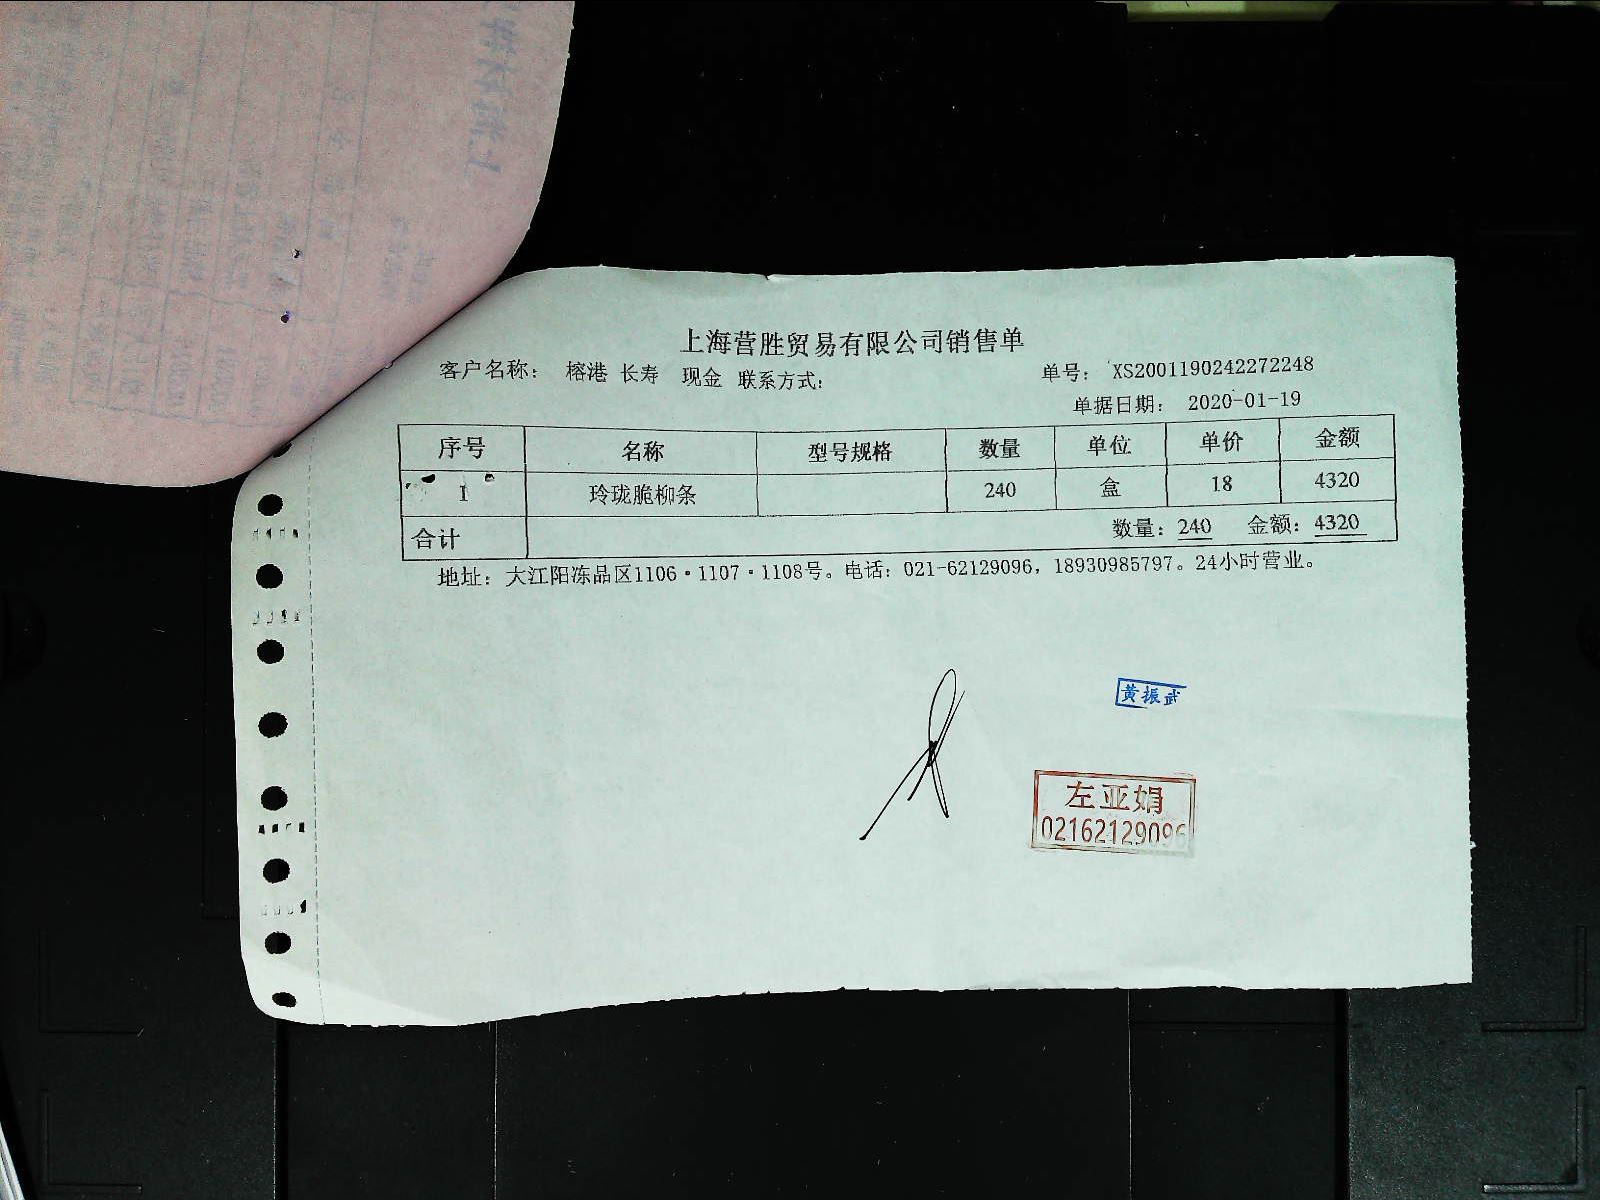 上海营胜贸易有限公司销售单
客户名称： 榕港 长寿 现金 联系方式： 单号： XS2001190242272248
单据日期： 2020-01-19
序号 名称 型号规格 数量 单位 单价 金额
1 玲珑脆柳条 240 盒 18 4320
合计 数量：240 金额：4320
地址：大江阳冻品区1106·1107·1108号。电话：021-62129096，18930985797。24小时营业。
黄振武
左亚娟
02162129096